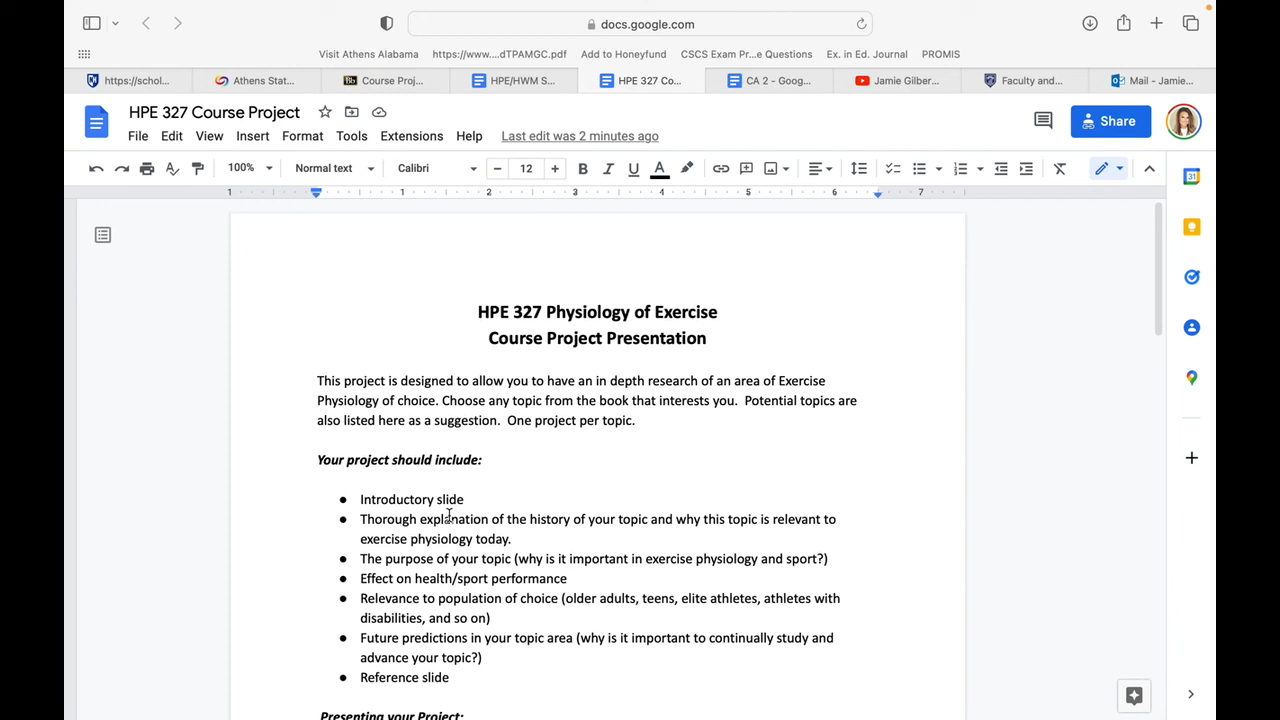 docs.google.com
Visit Athens Alabama https://www....dTPAMGC.pdf Add to Honeyfund CSCS Exam Pr...e Questions Ex. in Ed. Journal PROMIS
https://schol... Athens Stat... Course Proj... HPE/HWM S... HPE 327 Co... CA 2 - Goog... Jamie Gilber... Faculty and... Mail - Jamie...
HPE 327 Course Project
Share
File Edit View Insert Format Tools Extensions Help Last edit was 2 minutes ago
100% Normal text Calibri 12 B I U A
1 1 2 3 4 5 6 7
31
HPE 327 Physiology of Exercise
Course Project Presentation
This project is designed to allow you to have an in depth research of an area of Exercise
Physiology of choice. Choose any topic from the book that interests you. Potential topics are
also listed here as a suggestion. One project per topic.
Your project should include:
● Introductory slide
● Thorough explanation of the history of your topic and why this topic is relevant to
exercise physiology today.
● The purpose of your topic (why is it important in exercise physiology and sport?)
● Effect on health/sport performance
● Relevance to population of choice (older adults, teens, elite athletes, athletes with
disabilities, and so on)
● Future predictions in your topic area (why is it important to continually study and
advance your topic?)
● Reference slide
Presenting your Project: